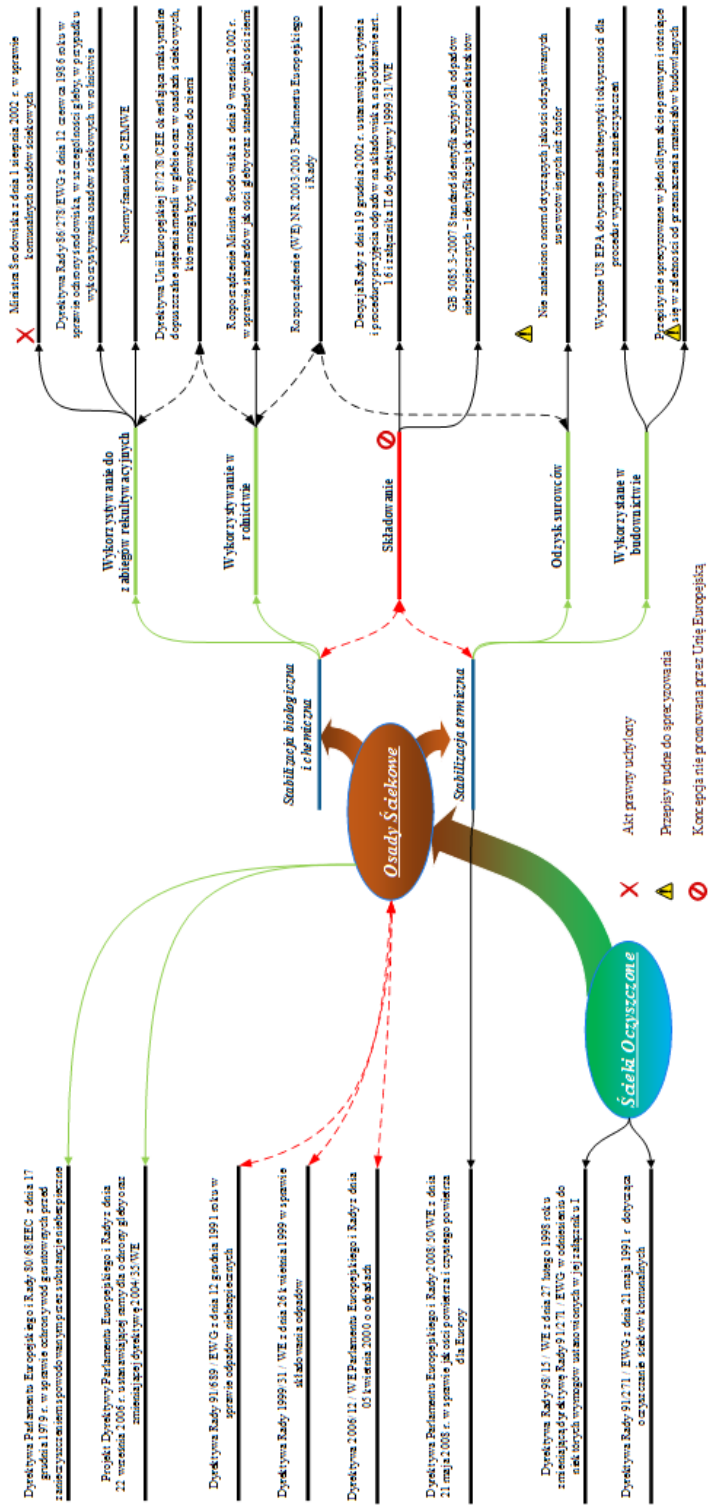 Dyrektywa Parlamentu Europejskiego i Rady 80/68/EEC z dnia 17
grudnia 1979 r. w sprawie ochrony wód gruntowych przed
zanieczyszczeniem spowodowanym przez substancje niebezpieczne
Projekt Dyrektywy Parlamentu Europejskiego i Rady z dnia
22 września 2006 r. ustanawiającej ramy dla ochrony gleby oraz
zmieniającej dyrektywę 2004/35/WE
Dyrektywa Rady 91/689 / EWG z dnia 12 grudnia 1991 roku w
sprawie odpadów niebezpiecznych
Dyrektywa Rady 1999/31 / WE z dnia 26 kwietnia 1999 w sprawie
składowania odpadów
Dyrektywa 2006/12 / WE Parlamentu Europejskiego i Rady z dnia
05 kwietnia 2000 o odpadach
Dyrektywa Parlamentu Europejskiego i Rady 2008/50/WE z dnia
21 maja 2008 r. w sprawie jakości powietrza i czystego powietrza
dla Europy
Dyrektywa Rady 98/15 / WE z dnia 27 lutego 1998 roku
zmieniająca dyrektywę Rady 91/271 / EWG w odniesieniu do
niektórych wymogów ustanowionych w jej załączniku I
Dyrektywa Rady 91/271 / EWG z dnia 21 maja 1991 r dotycząca
oczyszczanie ścieków komunalnych
Ścieki Oczyszczone
Osady Ściekowe
Stabilizacja biologiczna
i chemiczna
Stabilizacja termiczna
Akt prawny uchylony
Przepisy trudne do sprecyzowania
Koncepcja nie promowana przez Unię Europejską
Wykorzystywanie do
zabiegów rekultywacyjnych
Wykorzystywanie w
rolnictwie
Składowanie
Odzysk surowców
Wykorzystane w
budownictwie
Ministra Środowiska z dnia 1 sierpnia 2002 r. w sprawie
komunalnych osadów ściekowych
Dyrektywa Rady 86/278/EWG z dnia 12 czerwca 1986 roku w
sprawie ochrony środowiska, w szczególności gleby, w przypadku
wykorzystywania osadów ściekowych w rolnictwie
Normy francuskie CEMWE
Dyrektywa Unii Europejskiej 87/278/CEE określająca maksymalne
dopuszczalne stężenia metali w glebie oraz w osadach ściekowych,
które mogą być wprowadzone do ziemi
Rozporządzenie Ministra Środowiska z dnia 9 września 2002 r.
w sprawie standardów jakości gleby oraz standardów jakości ziemi
Rozporządzenie (WE) NR 2003/2003 Parlamentu Europejskiego
i Rady
Decyzja Rady z dnia 19 grudnia 2002 r. ustanawiająca kryteria
i procedury przyjęcia odpadów na składowiska, na podstawie art.
16 i załącznika II do dyrektywy 1999/31/WE
GB 5085.3-2007 Standard identyfikacyjny dla odpadów
niebezpiecznych – identyfikacja toksyczności ekstraktów
Nie znaleziono norm dotyczących jakości odzyskiwanych
surowców innych niż fosfor
Wytyczne US EPA dotyczące charakterystyki toksyczności dla
procedur wymywania zanieczyszczeń
Przepisy nie sprecyzowane w jednolitym akcie prawnym i różniące
się w zależności od przeznaczenia materiałów budowlanych